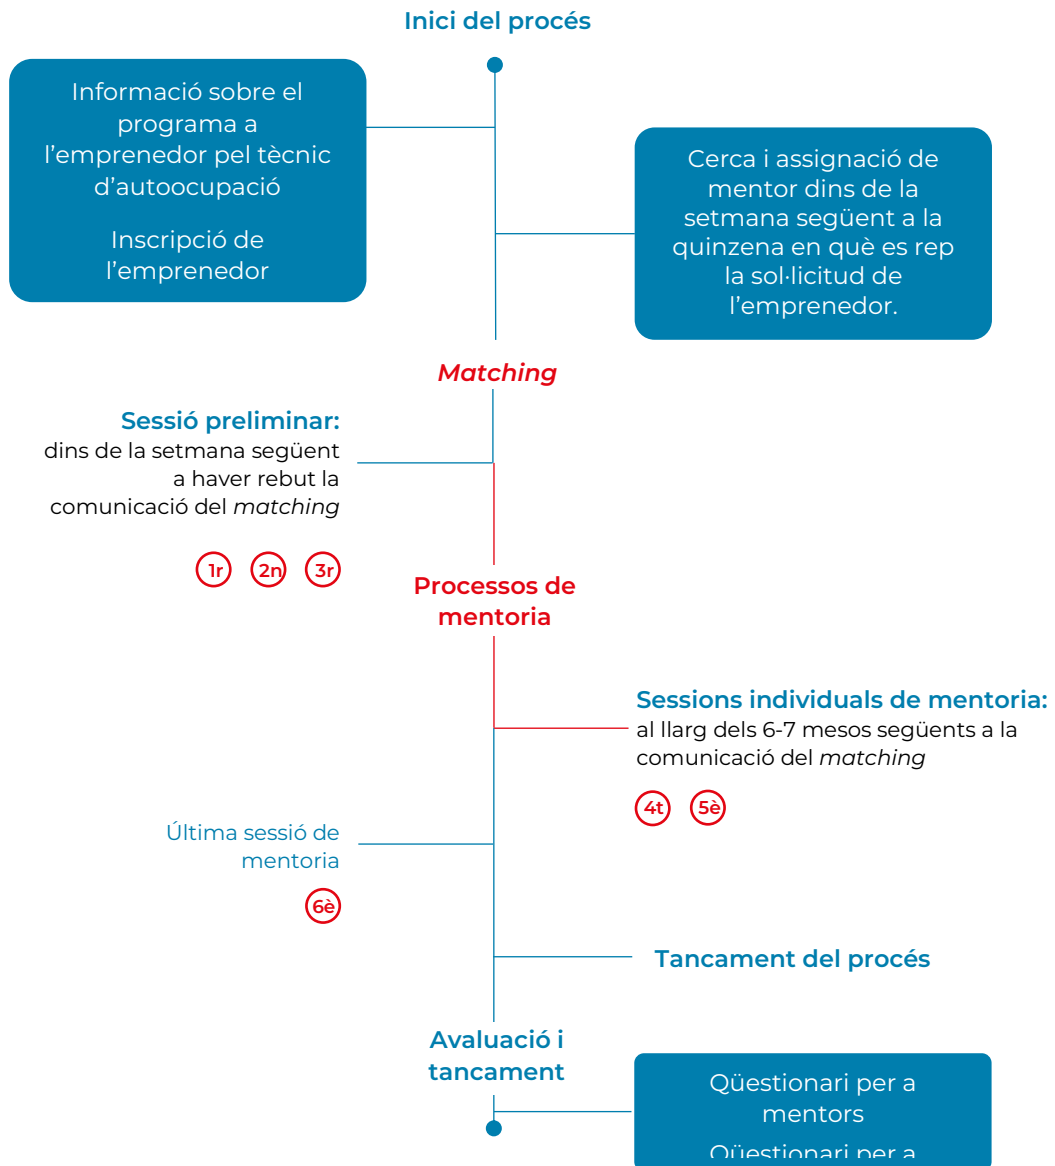 Inici del procés
Informació sobre el
programa a
l'emprenedor pel tècnic
d'autoocupació
Inscripció de
l'emprenedor
Cerca i assignació de
mentor dins de la
setmana següent a la
quinzena en què es rep
la sol·licitud de
l'emprenedor.
Matching
Sessió preliminar:
dins de la setmana següent
a haver rebut la
comunicació del matching
1r 2n 3r
Processos de
mentoria
Sessions individuals de mentoria:
al llarg dels 6-7 mesos següents a la
comunicació del matching
4t 5è
Última sessió de
mentoria
6è
Tancament del procés
Avaluació i
tancament
Qüestionari per a
mentors
Qüestionari per a